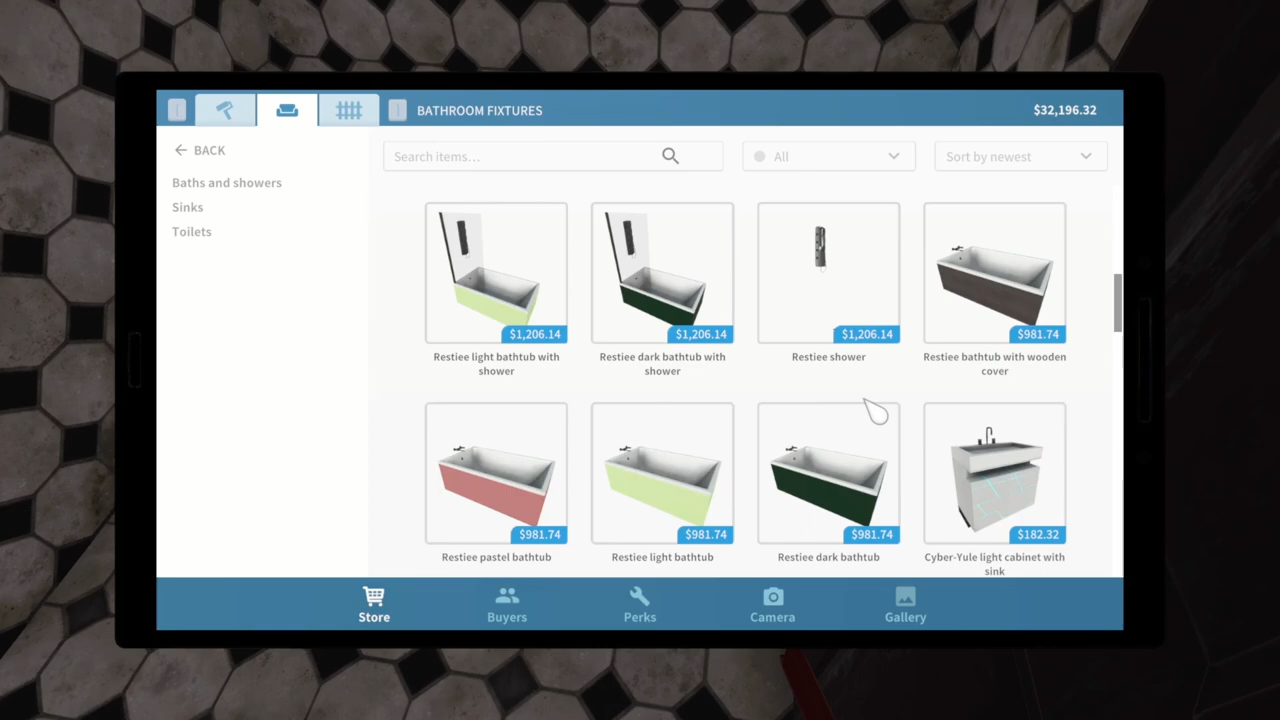 BATHROOM FIXTURES
$32,196.32
BACK
Baths and showers
Sinks
Toilets
Search items...
All
Sort by newest
$1,206.14
$1,206.14
$1,206.14
$981.74
Restiee light bathtub with
shower
Restiee dark bathtub with
shower
Restiee shower
Restiee bathtub with wooden
cover
$981.74
$981.74
$981.74
$182.32
Restiee pastel bathtub
Restiee light bathtub
Restiee dark bathtub
Cyber-Yule light cabinet with
sink
Store
Buyers
Perks
Camera
Gallery